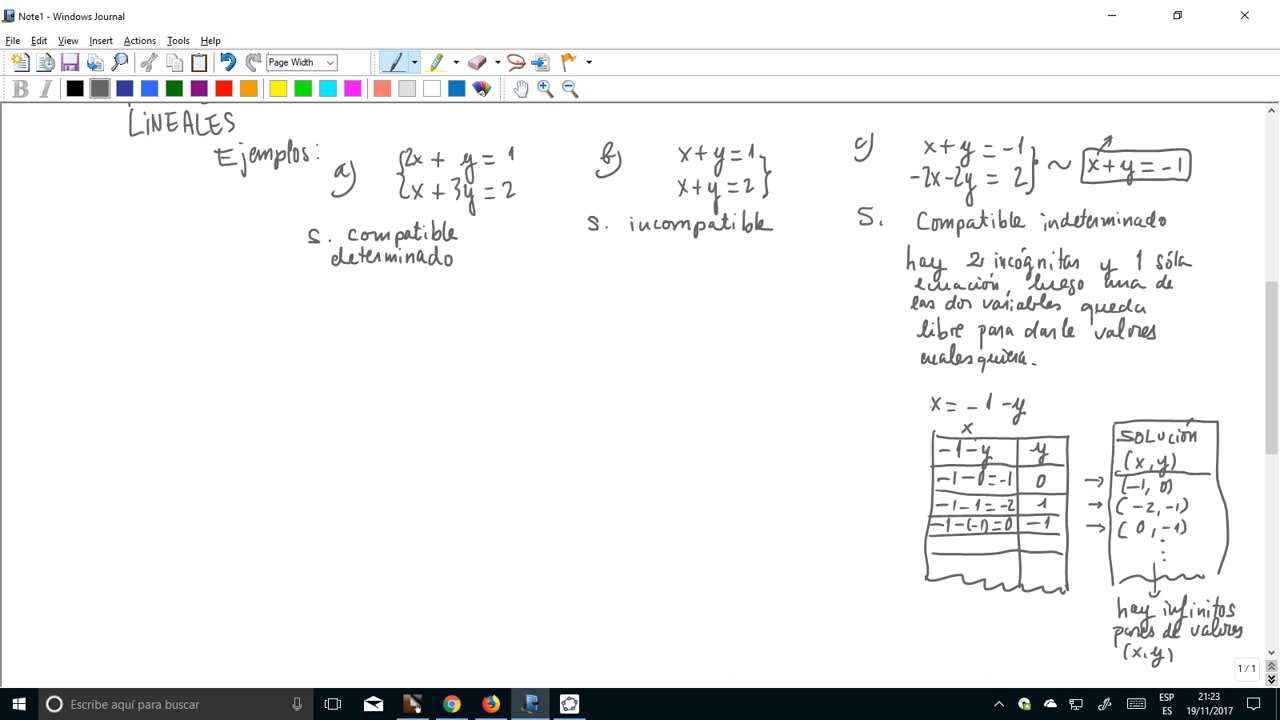 Note1 - Windows Journal
File Edit View Insert Actions Tools Help
Page Width
B I
LINEALES
Ejemplos:
a)
2x + y = 1
x + 3y = 2
s. compatible
determinado
b)
x + y = 1
x + y = 2
s. incompatible
c)
x + y = -1
-2x - 2y = 2
~ x + y = -1
S. Compatible indeterminado
hay 2 incógnitas y 1 sóla
ecuación, luego una de
las dos variables queda
libre para darle valores
cualesquiera.
x = -1 - y
x
-1 - y y
-1 - 0 = -1 0
-1 - 1 = -2 1
-1 - (-1) = 0 -1
SOLUCIÓN
(x, y)
→ (-1, 0)
→ (-2, -1)
→ (0, -1)
hay infinitos
pares de valores
(x, y)
1 / 1
Escribe aquí para buscar
ESP
ES
21:23
19/11/2017